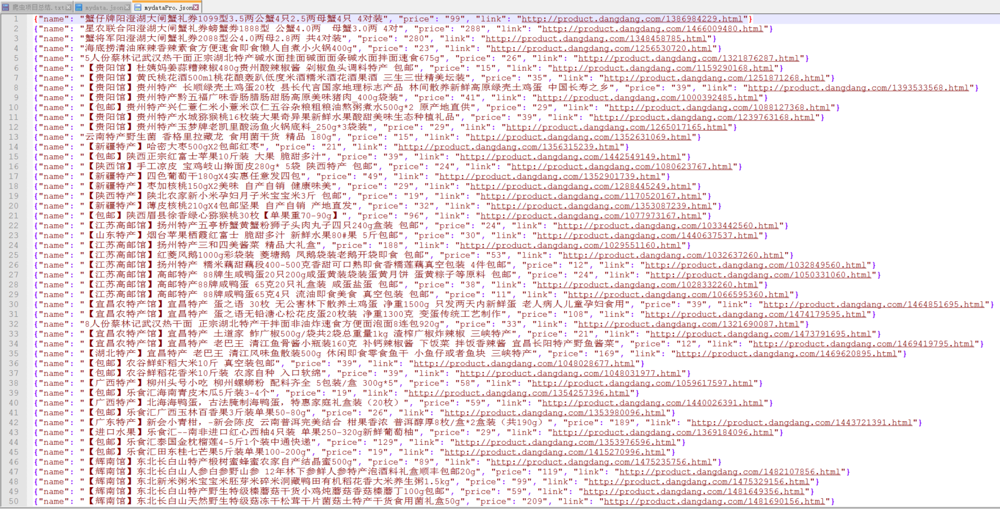 爬虫项目总结.txt mydata.json mydataPro.json
1 {"name": "蟹仔牌阳澄湖大闸蟹礼券1099型3.5两公蟹4只2.5两母蟹4只 4对装", "price": "99", "link": "http://product.dangdang.com/1386984229.html"}
2 {"name": "星农联合阳澄湖大闸蟹礼券螃蟹券1888型 公蟹4.0两  母蟹3.0两 4对", "price": "288", "link": "http://product.dangdang.com/1466009480.html"}
3 {"name": "蟹将军阳澄湖大闸蟹礼券2088型公4.0两母2.8两 共4对装", "price": "280", "link": "http://product.dangdang.com/1348458785.html"}
4 {"name": "海底捞清油麻辣香辣素食方便速食即食懒人自煮小火锅400g", "price": "23", "link": "http://product.dangdang.com/1256530720.html"}
5 {"name": "5人份蔡林记武汉热干面正宗湖北特产碱水面挂面碱面面条碱水面拌面速食675g", "price": "26", "link": "http://product.dangdang.com/1321876287.html"}
6 {"name": "【贵阳馆】杜姨妈姜蒜糟辣椒480g贵州酸辣椒酱 剁椒鱼头调料特产 包邮", "price": "15", "link": "http://product.dangdang.com/1159290168.html"}
7 {"name": "【贵阳馆】黄氏桃花酒500ml桃花酿轰趴低度米酒糯米酒花酒果酒 三生三世精美坛装", "price": "35", "link": "http://product.dangdang.com/1251871268.html"}
8 {"name": "【贵阳馆】贵州特产 长顺绿壳土鸡蛋20枚 县长代言国家地理标志产品 林间散养新鲜高原绿壳土鸡蛋 中国长寿之乡", "price": "39", "link": "http://product.dangdang.com/1393533568.html"}
9 {"name": "【贵阳馆】贵州特产黔五福广味香肠腊肠甜肠高原美味猪肉_400g袋装", "price": "41", "link": "http://product.dangdang.com/1000392485.html"}
10 {"name": "【包邮】贵州特产兴仁薏仁米小薏米苡仁五谷杂粮粗粮油熬粥煮水500g*2 原产地直供", "price": "29", "link": "http://product.dangdang.com/1088127368.html"}
11 {"name": "【贵阳馆】贵州特产水城猕猴桃16枚装大果奇异果新鲜水果酸甜美味生态种植礼品", "price": "39", "link": "http://product.dangdang.com/1239763168.html"}
12 {"name": "【贵阳馆】贵州特产玉梦牌老凯里酸汤鱼火锅底料_250g*3袋装", "price": "29", "link": "http://product.dangdang.com/1265017165.html"}
13 {"name": "云南特产野生菌 香格里拉藏龙 食用菌干货 精品 180g", "price": "15", "link": "http://product.dangdang.com/1352631069.html"}
14 {"name": "【新疆特产】哈密大枣500gX2包邮红枣", "price": "21", "link": "http://product.dangdang.com/1356315239.html"}
15 {"name": "【包邮】陕西正宗红富士苹果10斤装 大果 脆甜多汁", "price": "39", "link": "http://product.dangdang.com/1442549149.html"}
16 {"name": "【陕西馆】手工凉皮 宝鸡岐山擀面皮280g* 5袋 陕西特产 包邮", "price": "24", "link": "http://product.dangdang.com/1080623767.html"}
17 {"name": "【新疆特产】四色葡萄干180gX4实惠任意发四包", "price": "49", "link": "http://product.dangdang.com/1352901739.html"}
18 {"name": "【新疆特产】枣加核桃150gX2美味 自产自销 健康味美", "price": "29", "link": "http://product.dangdang.com/1288445249.html"}
19 {"name": "【陕西特产】陕北农家新小米孕妇月子米宝宝米3斤 包邮", "price": "19", "link": "http://product.dangdang.com/1170520167.html"}
20 {"name": "【新疆特产】薄皮核桃210gX4包邮坚果 自产自销 产地直发", "price": "32", "link": "http://product.dangdang.com/1353087239.html"}
21 {"name": "【包邮】陕西眉县徐香绿心猕猴桃30枚【单果重70-90g】", "price": "96", "link": "http://product.dangdang.com/1077973167.html"}
22 {"name": "【江苏高邮馆】扬州特产五亭桥蟹黄蟹粉狮子头肉丸子四只240g盒装 包邮", "price": "24", "link": "http://product.dangdang.com/1033442560.html"}
23 {"name": "【山东特产】烟台苹果栖霞红富士 脆甜多汁 新鲜水果80#果 5斤包邮", "price": "30", "link": "http://product.dangdang.com/1440637537.html"}
24 {"name": "【江苏高邮馆】扬州特产三和四美酱菜 精品大礼盒", "price": "188", "link": "http://product.dangdang.com/1029551160.html"}
25 {"name": "【江苏高邮馆】红菱风鹅1000g彩袋装 菱塘鹅 风鹅袋装老鹅开袋即食 包邮", "price": "53", "link": "http://product.dangdang.com/1032637260.html"}
26 {"name": "【江苏高邮馆】扬州特产 糯米藕甜藕段400-500克香甜可口熟即食香糯莲藕真空包装 4件包邮", "price": "12", "link": "http://product.dangdang.com/1032849560.html"}
27 {"name": "【江苏高邮馆】高邮特产 88牌生咸鸭蛋20只200g咸蛋黄装袋装蛋黄月饼 蛋黄粽子等原料 包邮", "price": "24", "link": "http://product.dangdang.com/1050331060.html"}
28 {"name": "【江苏高邮馆】高邮特产88牌咸鸭蛋 65克20只礼盒装 咸蛋盐蛋 包邮", "price": "38", "link": "http://product.dangdang.com/1028332260.html"}
29 {"name": "【江苏高邮馆】高邮特产 88牌咸鸭蛋65克4只 流油即食美食 真空包装 包邮", "price": "11", "link": "http://product.dangdang.com/1066595360.html"}
30 {"name": "【宜昌农特产馆】宜昌特产 蛋之语 30枚 无公害林下散养土鸡蛋 净重1500g 只发两天内新鲜蛋 老人病人儿童孕妇食用", "price": "39", "link": "http://product.dangdang.com/1464851695.html"}
31 {"name": "【宜昌农特产馆】宜昌特产 蛋之语无铅溏心松花皮蛋20枚装 净重1300克 变蛋传统工艺制作", "price": "108", "link": "http://product.dangdang.com/1474179595.html"}
32 {"name": "8人份蔡林记武汉热干面 正宗湖北特产干拌面非油炸速食方便面泡面8连包920g", "price": "33", "link": "http://product.dangdang.com/1321690087.html"}
33 {"name": "【宜昌农特产馆】宜昌特产 土道家 鲊广椒500g/袋共2袋总重量1kg 渣榨广椒炸辣椒 三峡特产", "price": "21", "link": "http://product.dangdang.com/1473791695.html"}
34 {"name": "【宜昌农特产馆】宜昌特产 老巴王 清江鱼骨酱小瓶装160克 补钙辣椒酱 下饭菜 拌饭香辣酱 宜昌长阳特产野鱼酱菜", "price": "12", "link": "http://product.dangdang.com/1469419795.html"}
35 {"name": "【湖北特产】宜昌特产 老巴王 清江风味鱼散装500g 休闲即食零食鱼干 小鱼仔或者鱼块 三峡特产", "price": "169", "link": "http://product.dangdang.com/1469620895.html"}
36 {"name": "【包邮】农谷鲜虾稻大米10斤 真空装包邮", "price": "39", "link": "http://product.dangdang.com/1048028677.html"}
37 {"name": "【包邮】农谷鲜稻花香米10斤装 农家自种 入口软绵", "price": "39", "link": "http://product.dangdang.com/1048031977.html"}
38 {"name": "【广西特产】柳州头号小吃 柳州螺蛳粉 配料齐全 5包装/盒 300g*5", "price": "58", "link": "http://product.dangdang.com/1059617597.html"}
39 {"name": "【包邮】乐食汇海南青皮木瓜5斤装3-4个", "price": "19", "link": "http://product.dangdang.com/1354257396.html"}
40 {"name": "【广西特产】北海海鸭蛋，古法腌制海鸭蛋，特惠家庭礼盒装（20枚）", "price": "59", "link": "http://product.dangdang.com/1440026391.html"}
41 {"name": "【包邮】乐食汇广西玉林百香果3斤装单果50-80g", "price": "26", "link": "http://product.dangdang.com/1353980096.html"}
42 {"name": "【广东特产】新会小青柑，-新会陈皮 云南普洱完美结合 柑果香浓 普洱醇厚8枚/盒*2盒装（共190g）", "price": "189", "link": "http://product.dangdang.com/1443721391.html"}
43 {"name": "【进口水果】乐食汇--南非进口红心西柚4只装 单果250-320g新鲜葡萄柚", "price": "29", "link": "http://product.dangdang.com/1369184096.html"}
44 {"name": "【包邮】乐食汇泰国金枕榴莲4-5斤1个装中通快递", "price": "129", "link": "http://product.dangdang.com/1353976596.html"}
45 {"name": "【包邮】乐食汇田东桂七芒果5斤装单果100-200g", "price": "19", "link": "http://product.dangdang.com/1415270996.html"}
46 {"name": "【辉南馆】东北长白山特产椴树蜜蜂蜜农家自产结晶蜜500g", "price": "89", "link": "http://product.dangdang.com/1475235756.html"}
47 {"name": "【辉南馆】东北长白山人参白参野山参 12年林下参鲜人参特产泡酒料礼盒顺丰包邮20g", "price": "119", "link": "http://product.dangdang.com/1482107856.html"}
48 {"name": "【辉南馆】东北新米粥米宝宝米胚芽米碎米洞藏鸭田有机稻花香大米养生粥1.5kg", "price": "99", "link": "http://product.dangdang.com/1475329156.html"}
49 {"name": "【辉南馆】东北长白山特产野生特级榛蘑菇干货小鸡炖蘑菇香菇榛蘑丁100g包邮", "price": "59", "link": "http://product.dangdang.com/1481649356.html"}
50 {"name": "【辉南馆】东北长白山天然野生特级菇冻干松茸干片菌菇土特产干货食用菌礼盒50g", "price": "209", "link": "http://product.dangdang.com/1481690156.html"}